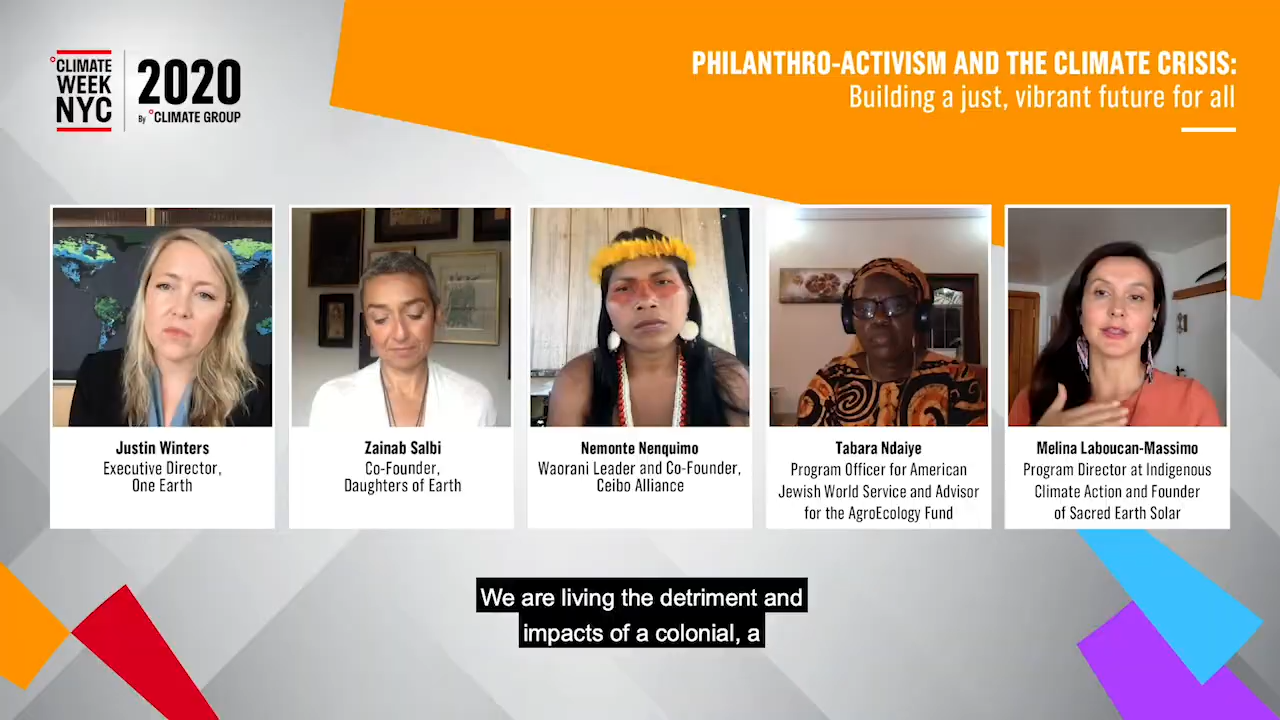 °CLIMATE
WEEK
NYC
2020
By °CLIMATE GROUP
PHILANTHRO-ACTIVISM AND THE CLIMATE CRISIS:
Building a just, vibrant future for all
Justin Winters
Executive Director,
One Earth
Zainab Salbi
Co-Founder,
Daughters of Earth
Nemonte Nenquimo
Waorani Leader and Co-Founder,
Ceibo Alliance
Tabara Ndaiye
Program Officer for American
Jewish World Service and Advisor
for the AgroEcology Fund
Melina Laboucan-Massimo
Program Director at Indigenous
Climate Action and Founder
of Sacred Earth Solar
We are living the detriment and
impacts of a colonial, a